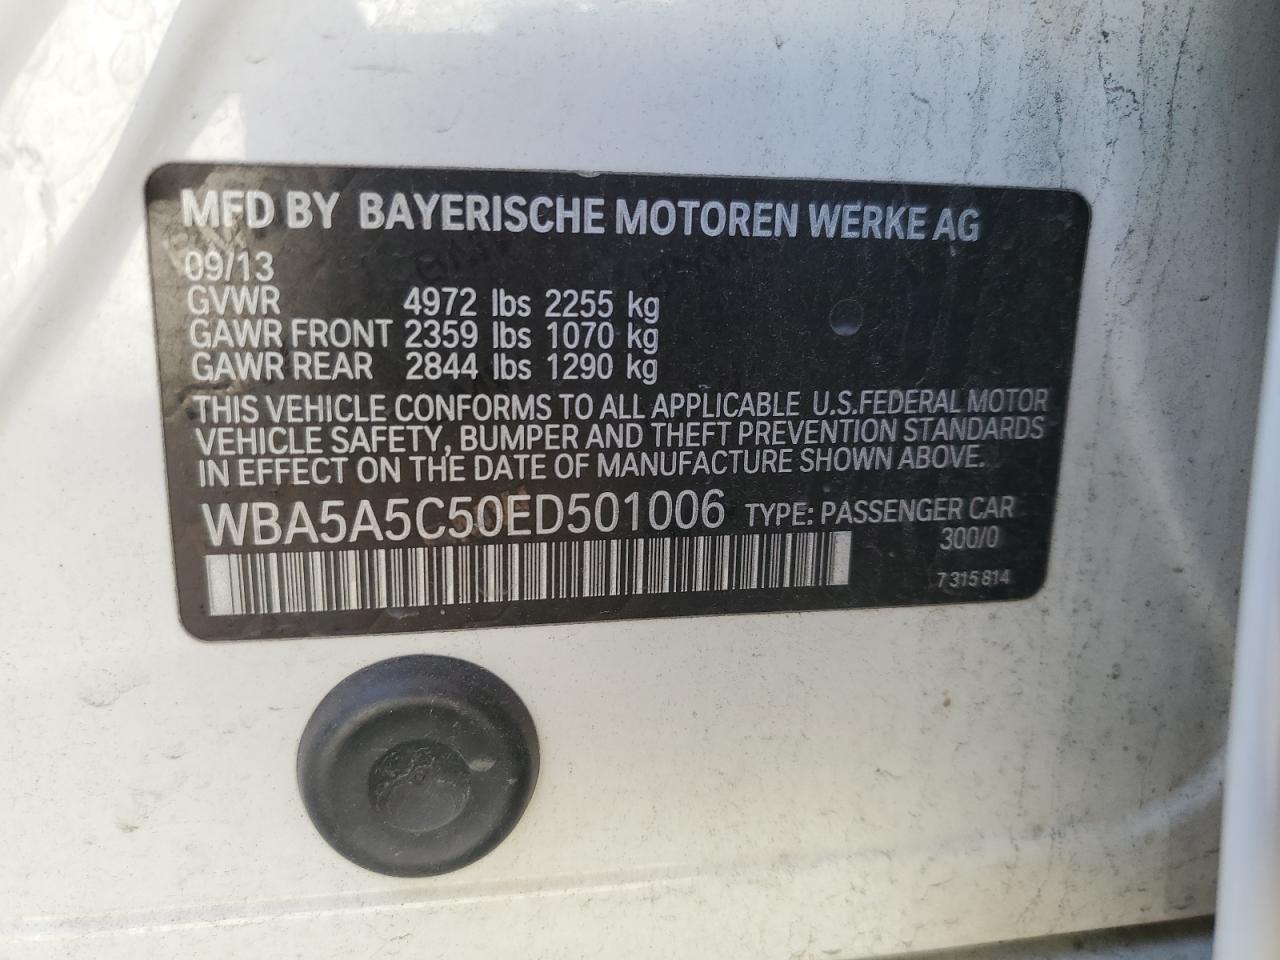 MFD BY BAYERISCHE MOTOREN WERKE AG
09/13
GVWR 4972 lbs 2255 kg
GAWR FRONT 2359 lbs 1070 kg
GAWR REAR 2844 lbs 1290 kg
THIS VEHICLE CONFORMS TO ALL APPLICABLE U.S.FEDERAL MOTOR
VEHICLE SAFETY, BUMPER AND THEFT PREVENTION STANDARDS
IN EFFECT ON THE DATE OF MANUFACTURE SHOWN ABOVE.
WBA5A5C50ED501006 TYPE: PASSENGER CAR
300/0
7 315 814